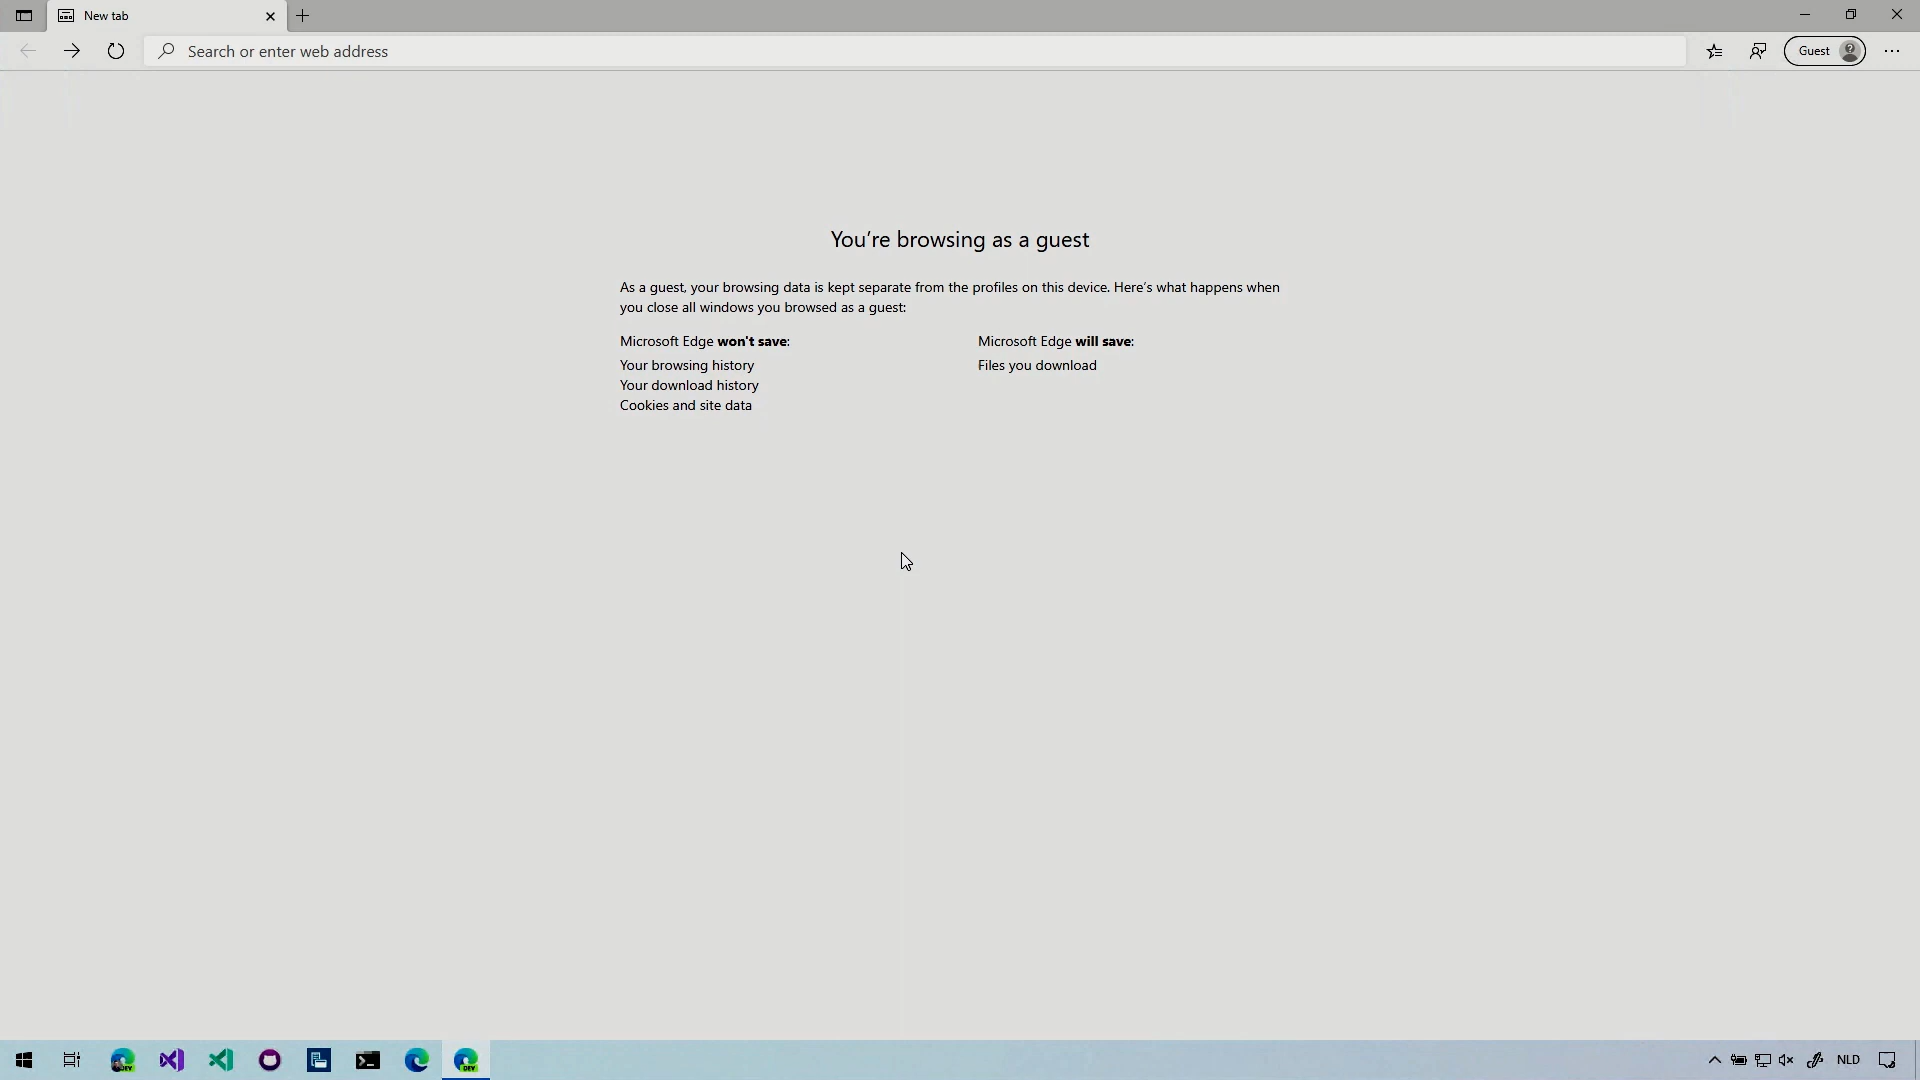 New tab
Search or enter web address
Guest
You’re browsing as a guest
As a guest, your browsing data is kept separate from the profiles on this device. Here’s what happens when
you close all windows you browsed as a guest:
Microsoft Edge won't save:
Your browsing history
Your download history
Cookies and site data
Microsoft Edge will save:
Files you download
DEV
DEV
NLD